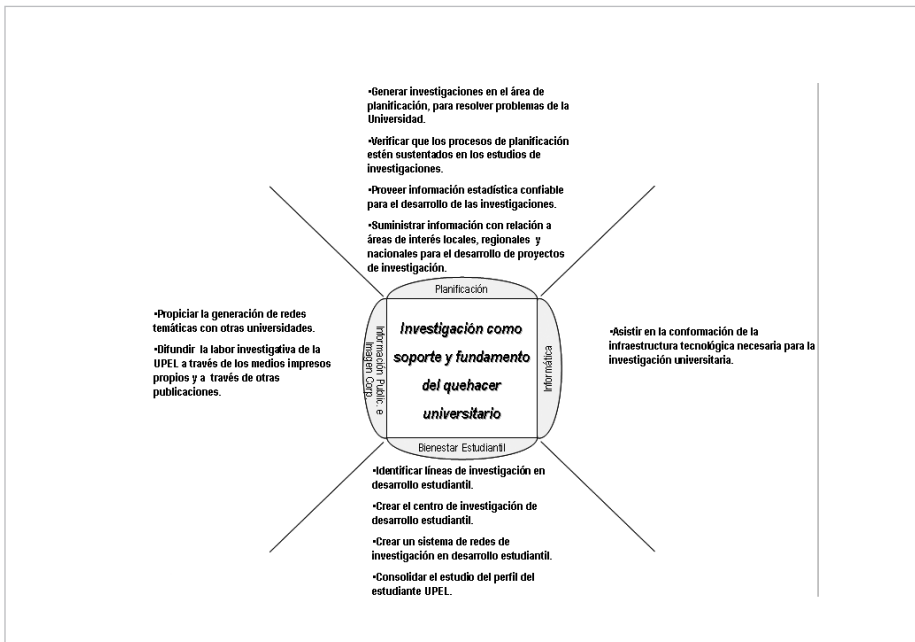 •Generar investigaciones en el área de
planificación, para resolver problemas de la
Universidad.
•Verificar que los procesos de planificación
estén sustentados en los estudios de
investigaciones.
•Proveer información estadística confiable
para el desarrollo de las investigaciones.
•Suministrar información con relación a
áreas de interés locales, regionales y
nacionales para el desarrollo de proyectos
de investigación.
Planificación
•Propiciar la generación de redes
temáticas con otras universidades.
•Difundir la labor investigativa de la
UPEL a través de los medios impresos
propios y a través de otras
publicaciones.
Información Public. e
Imagen Corp.
Investigación como
soporte y fundamento
del quehacer
universitario
Informática
•Asistir en la conformación de la
infraestructura tecnológica necesaria para la
investigación universitaria.
Bienestar Estudiantil
•Identificar líneas de investigación en
desarrollo estudiantil.
•Crear el centro de investigación de
desarrollo estudiantil.
•Crear un sistema de redes de
investigación en desarrollo estudiantil.
•Consolidar el estudio del perfil del
estudiante UPEL.